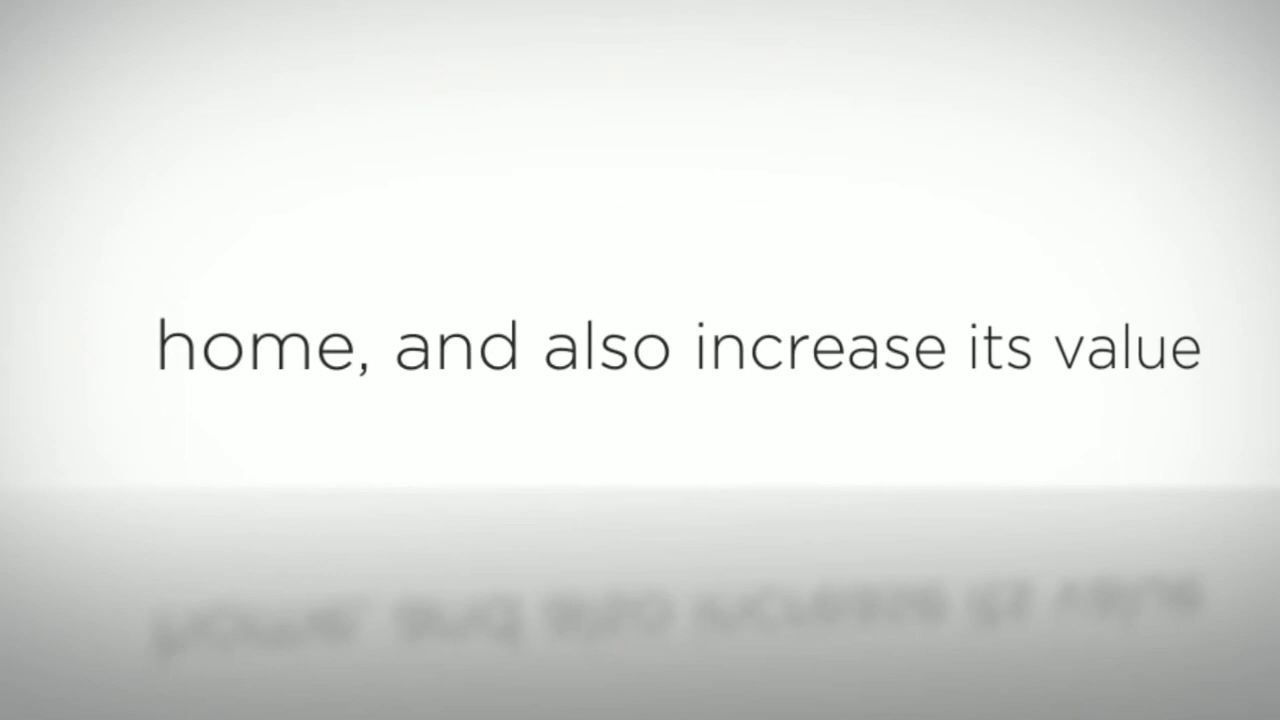 home, and also increase its value